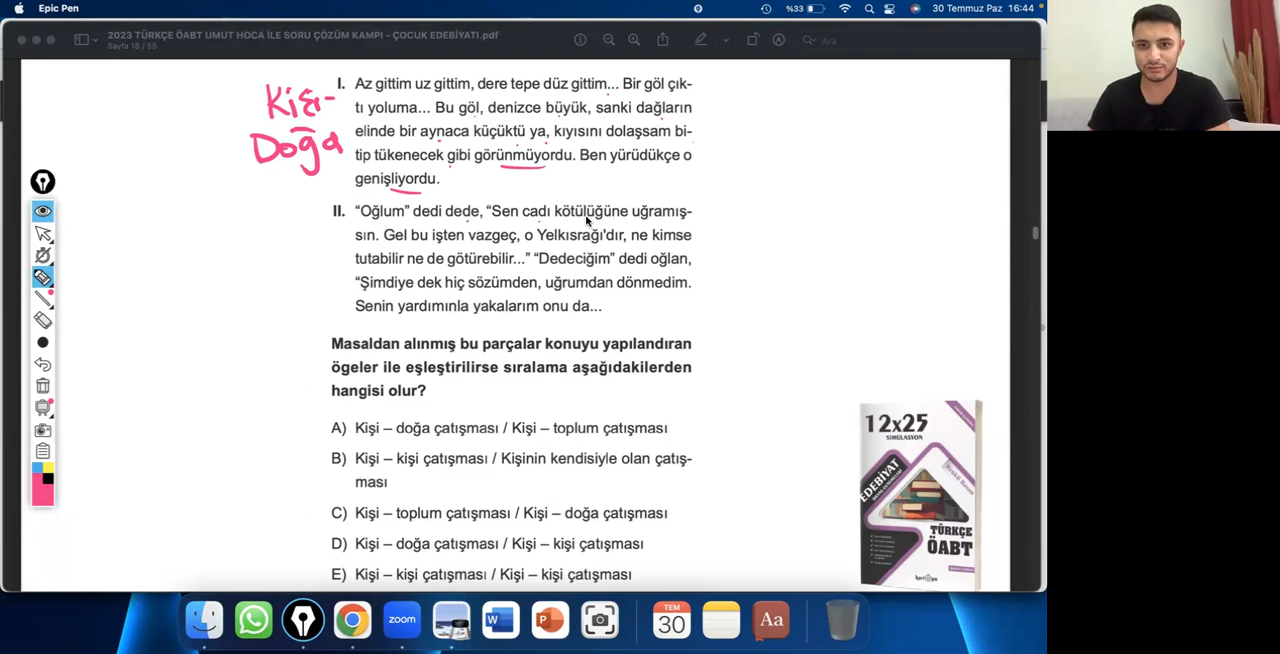 Epic Pen
%33
30 Temmuz Paz 16:44
2023 TÜRKÇE ÖABT UMUT HOCA İLE SORU ÇÖZÜM KAMPI - ÇOCUK EDEBİYATI.pdf
Sayfa 18 / 55
Ara
Kişi-
Doğa
I. Az gittim uz gittim, dere tepe düz gittim... Bir göl çık-
tı yoluma... Bu göl, denizce büyük, sanki dağların
elinde bir aynaca küçüktü ya, kıyısını dolaşsam bi-
tip tükenecek gibi görünmüyordu. Ben yürüdükçe o
genişliyordu.
II. “Oğlum” dedi dede, “Sen cadı kötülüğüne uğramış-
sın. Gel bu işten vazgeç, o Yelkısrağı'dır, ne kimse
tutabilir ne de götürebilir...” “Dedeciğim” dedi oğlan,
“Şimdiye dek hiç sözümden, uğrumdan dönmedim.
Senin yardımınla yakalarım onu da...
Masaldan alınmış bu parçalar konuyu yapılandıran
ögeler ile eşleştirilirse sıralama aşağıdakilerden
hangisi olur?
A) Kişi – doğa çatışması / Kişi – toplum çatışması
B) Kişi – kişi çatışması / Kişinin kendisiyle olan çatış-
ması
C) Kişi – toplum çatışması / Kişi – doğa çatışması
D) Kişi – doğa çatışması / Kişi – kişi çatışması
E) Kişi – kişi çatışması / Kişi – kişi çatışması
12x25
SİMÜLASYON
EDEBİYAT
TÜRKÇE
ÖABT
zoom
W
P
TEM
30
Aa